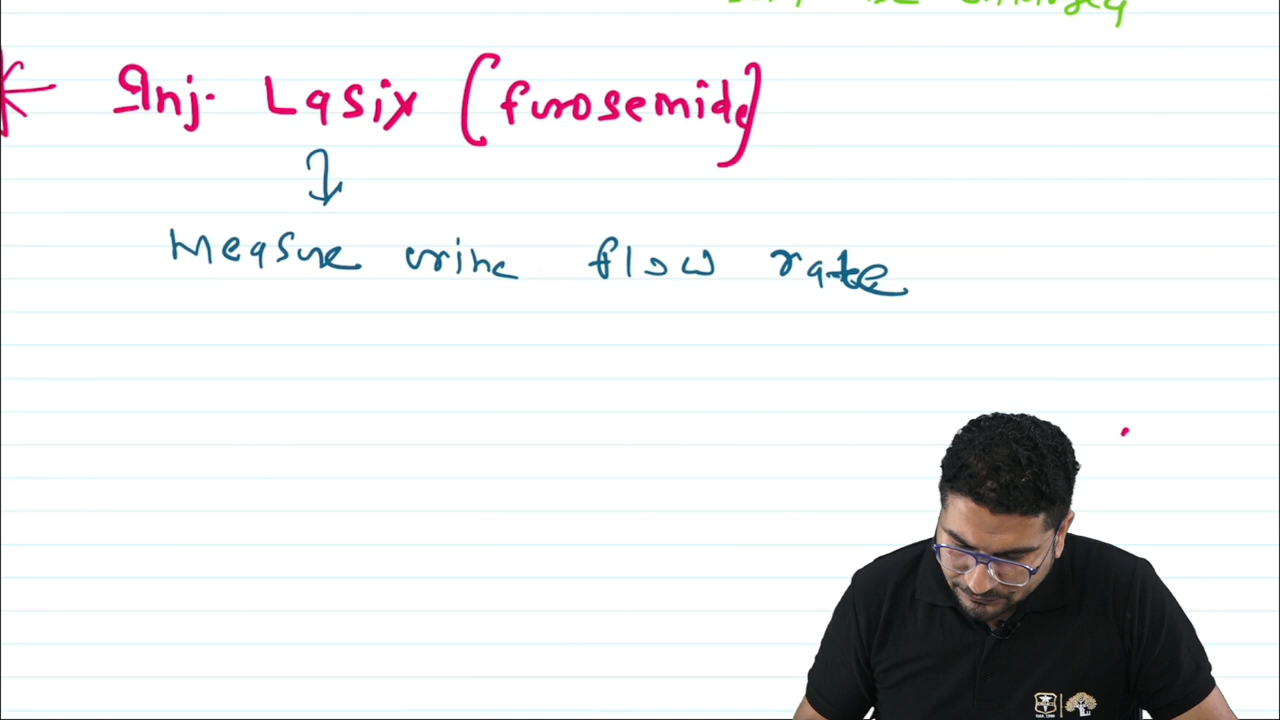 Inj. Lasix (furosemide)
Measure urine flow rate